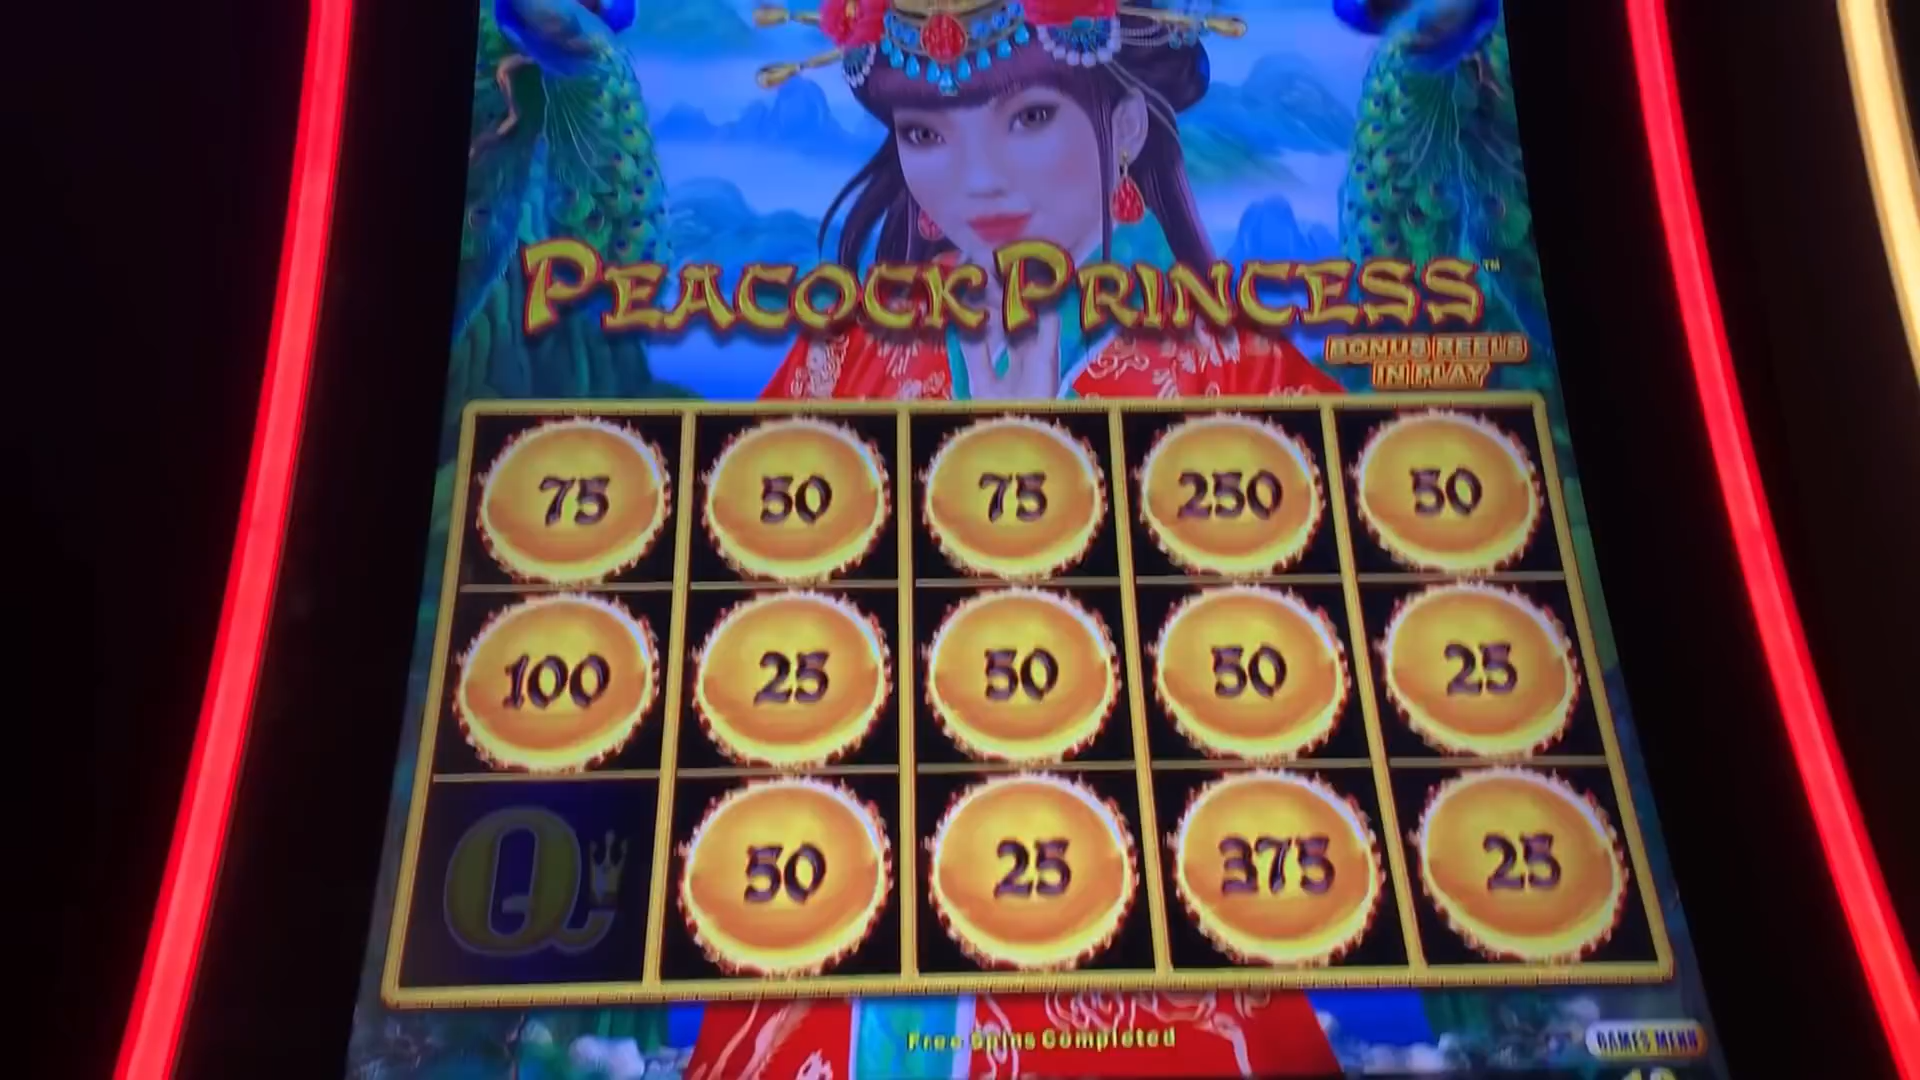 PEACOCK PRINCESS™
BONUS REELS
IN PLAY
75 50 75 250 50
100 25 50 50 25
Q 50 25 375 25
Free Spins Completed
GAMES MENU